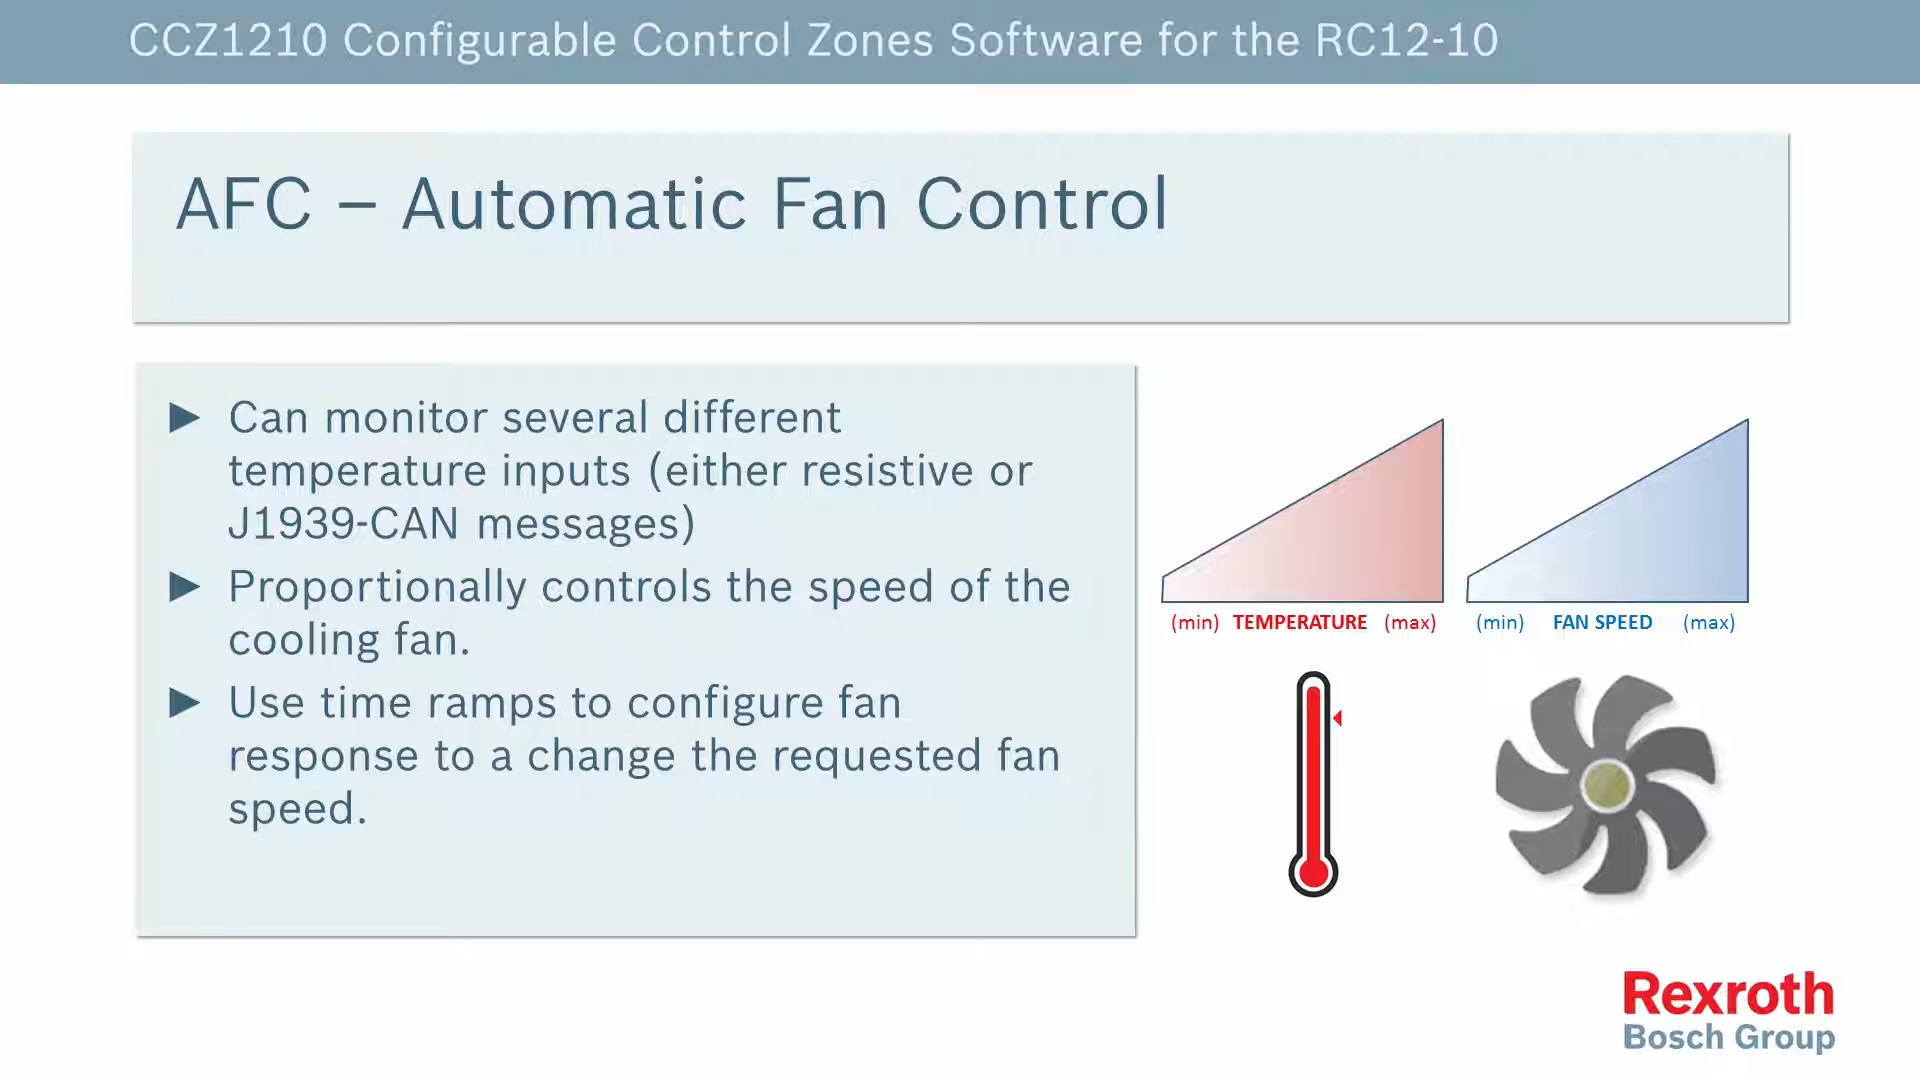 CCZ1210 Configurable Control Zones Software for the RC12-10
AFC – Automatic Fan Control
► Can monitor several different
temperature inputs (either resistive or
J1939-CAN messages)
► Proportionally controls the speed of the
cooling fan.
► Use time ramps to configure fan
response to a change the requested fan
speed.
(min) TEMPERATURE (max)
(min) FAN SPEED (max)
Rexroth
Bosch Group